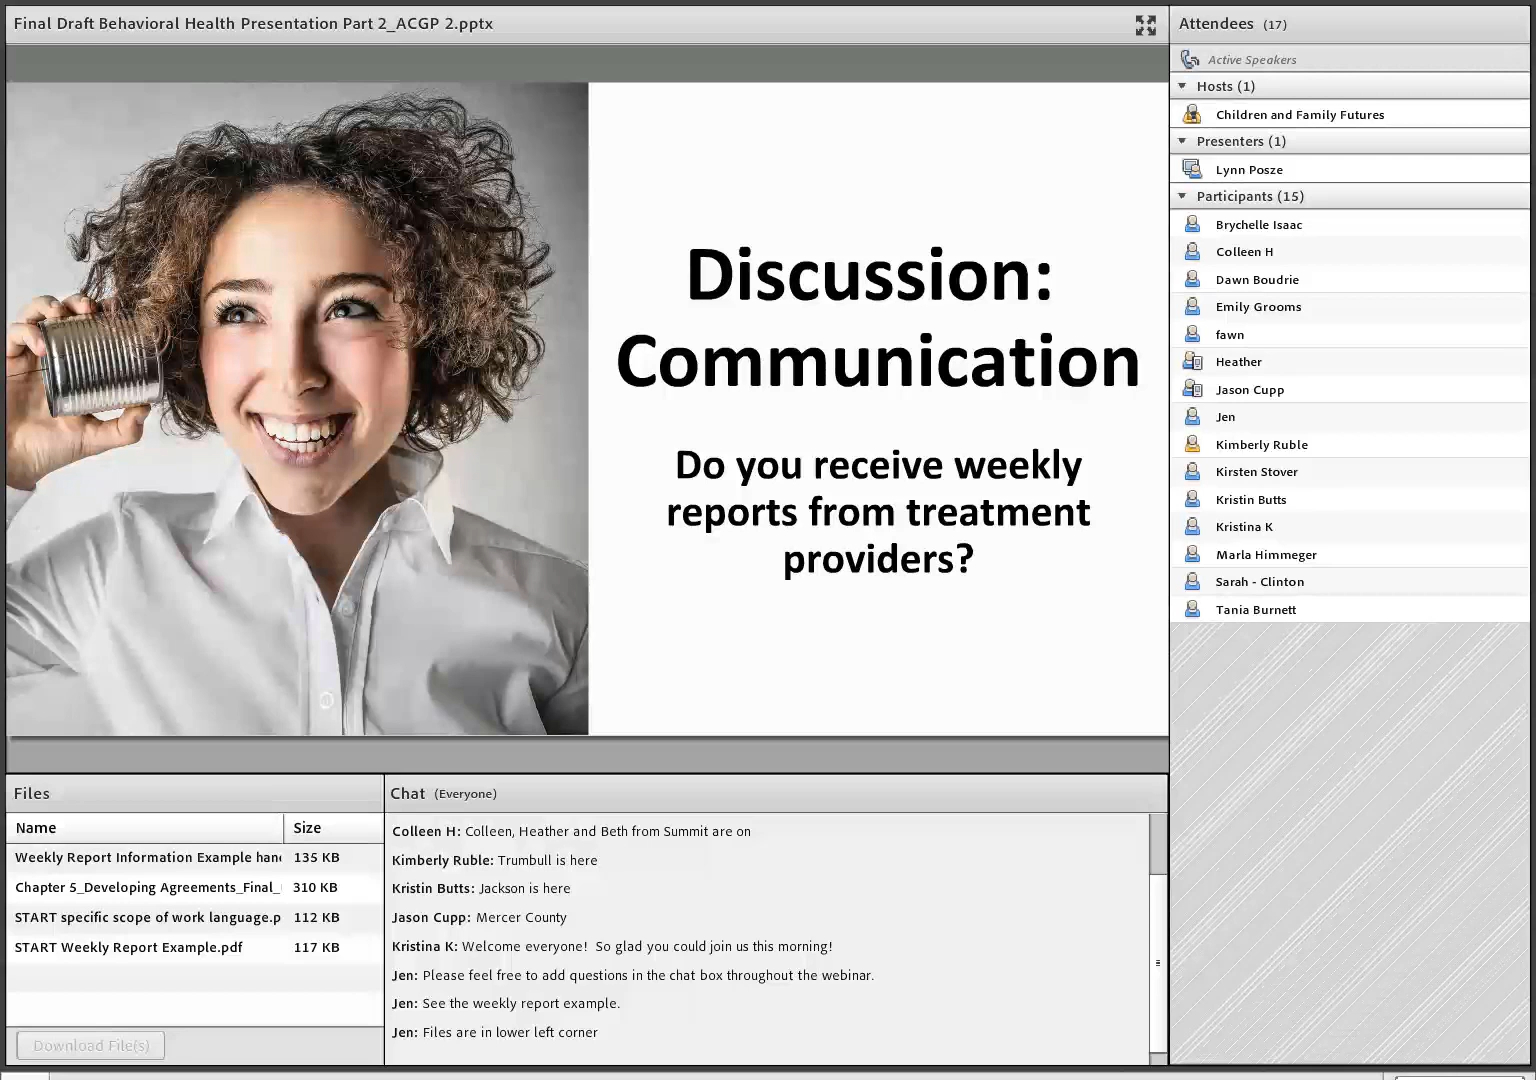 Final Draft Behavioral Health Presentation Part 2_ACGP 2.pptx
Discussion:
Communication
Do you receive weekly
reports from treatment
providers?
Attendees (17)
Active Speakers
Hosts (1)
Children and Family Futures
Presenters (1)
Lynn Posze
Participants (15)
Brychelle Isaac
Colleen H
Dawn Boudrie
Emily Grooms
fawn
Heather
Jason Cupp
Jen
Kimberly Ruble
Kirsten Stover
Kristin Butts
Kristina K
Marla Himmeger
Sarah - Clinton
Tania Burnett
Files
Name Size
Weekly Report Information Example 135 KB
Chapter 5_Developing Agreements_Final_ 310 KB
START specific scope of work language.p 112 KB
START Weekly Report Example.pdf 117 KB
Download File(s)
Chat (Everyone)
Colleen H: Colleen, Heather and Beth from Summit are on
Kimberly Ruble: Trumbull is here
Kristin Butts: Jackson is here
Jason Cupp: Mercer County
Kristina K: Welcome everyone! So glad you could join us this morning!
Jen: Please feel free to add questions in the chat box throughout the webinar.
Jen: See the weekly report example.
Jen: Files are in lower left corner